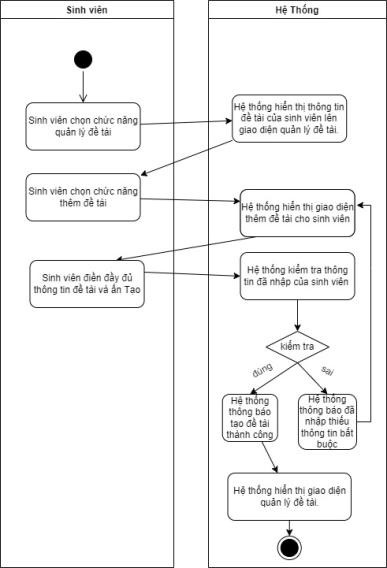 Sinh viên
Hệ Thống
Sinh viên chọn chức năng
quản lý đề tài
Hệ thống hiển thị thông tin
đề tài của sinh viên lên
giao diện quản lý đề tài.
Sinh viên chọn chức năng
thêm đề tài
Hệ thống hiển thị giao diện
thêm đề tài cho sinh viên
Sinh viên điền đầy đủ
thông tin đề tài và ấn Tạo
Hệ thống kiểm tra thông
tin đã nhập của sinh viên
kiểm tra
đúng
sai
Hệ thống
thông báo
tao đề tài
thành công
Hệ thống
thông báo đã
nhập thiếu
thông tin bắt
buộc
Hệ thống hiển thị giao diện
quản lý đề tài.